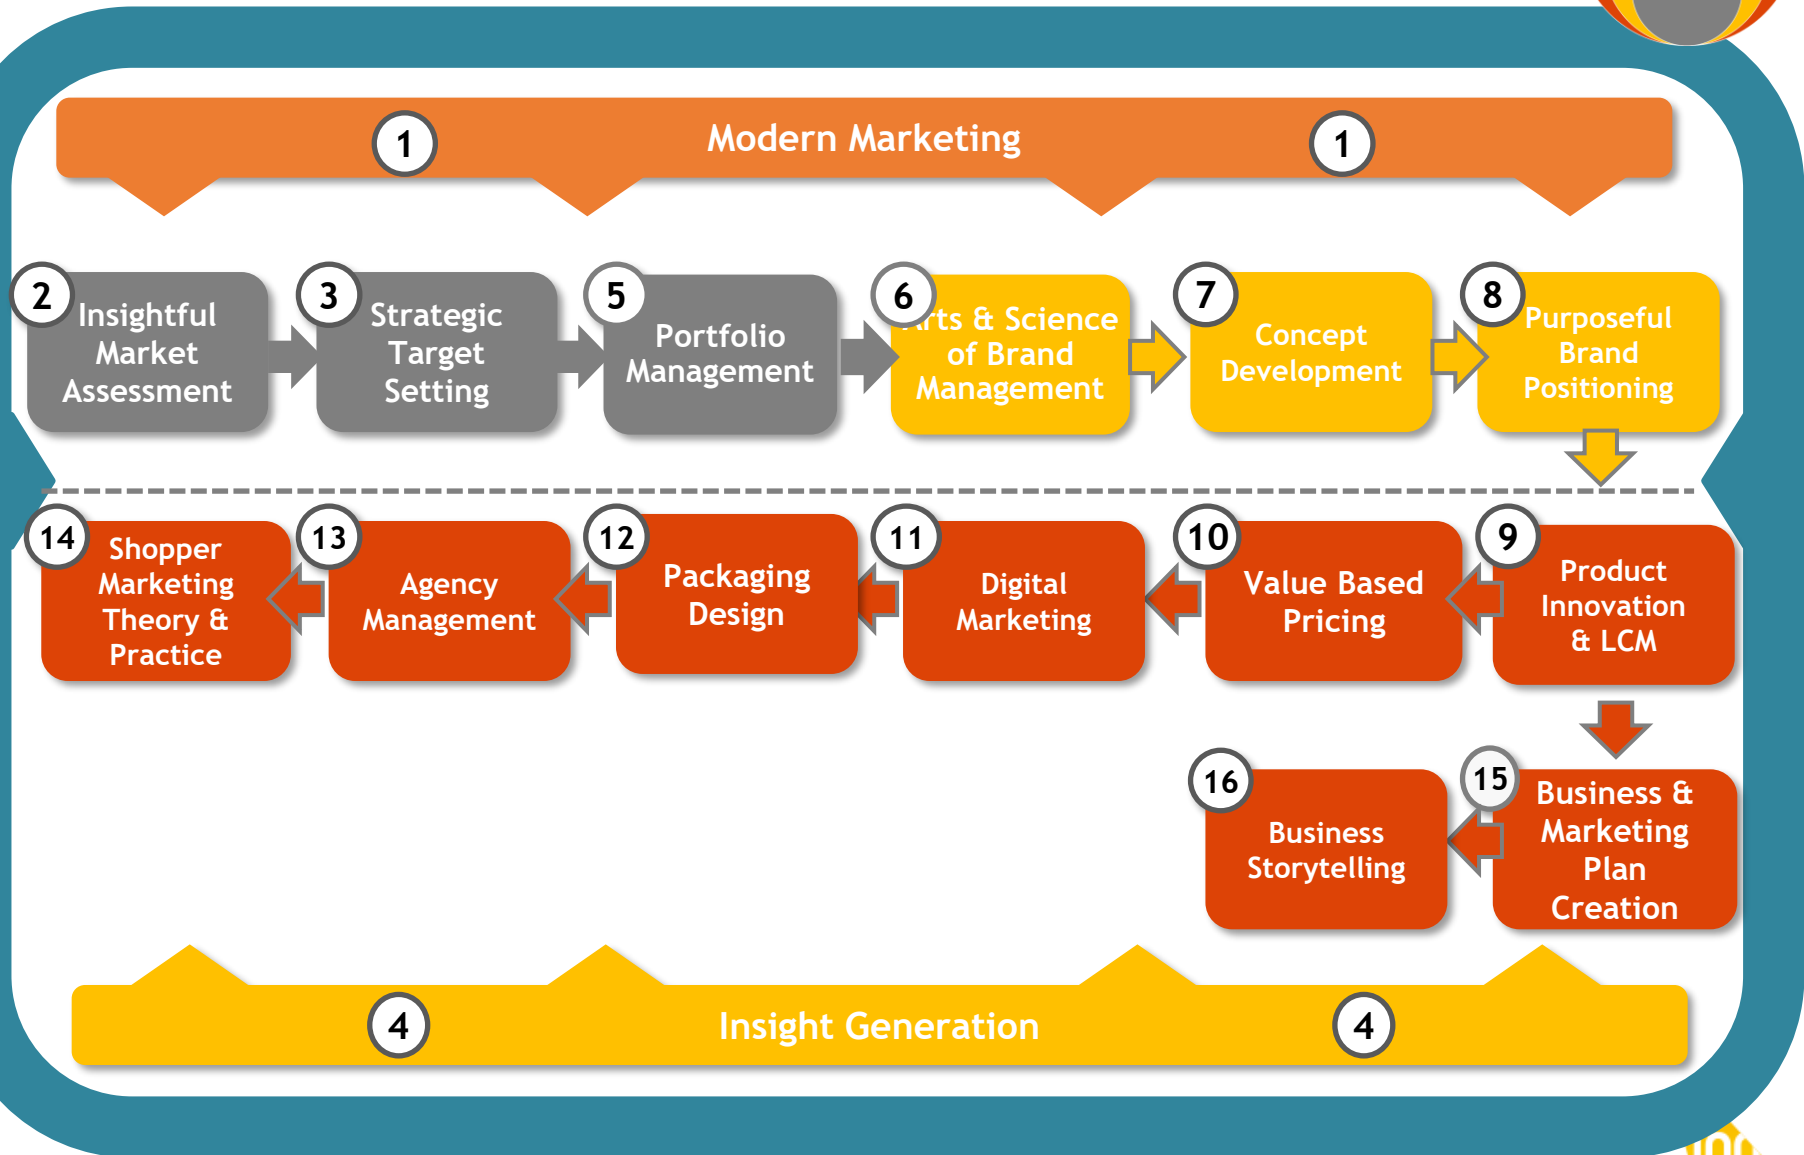 1
Modern Marketing
1
2
Insightful
Market
Assessment
3
Strategic
Target
Setting
5
Portfolio
Management
6
Arts & Science
of Brand
Management
7
Concept
Development
8
Purposeful
Brand
Positioning
14
Shopper
Marketing
Theory &
Practice
13
Agency
Management
12
Packaging
Design
11
Digital
Marketing
10
Value Based
Pricing
9
Product
Innovation
& LCM
16
Business
Storytelling
15
Business &
Marketing
Plan
Creation
4
Insight Generation
4